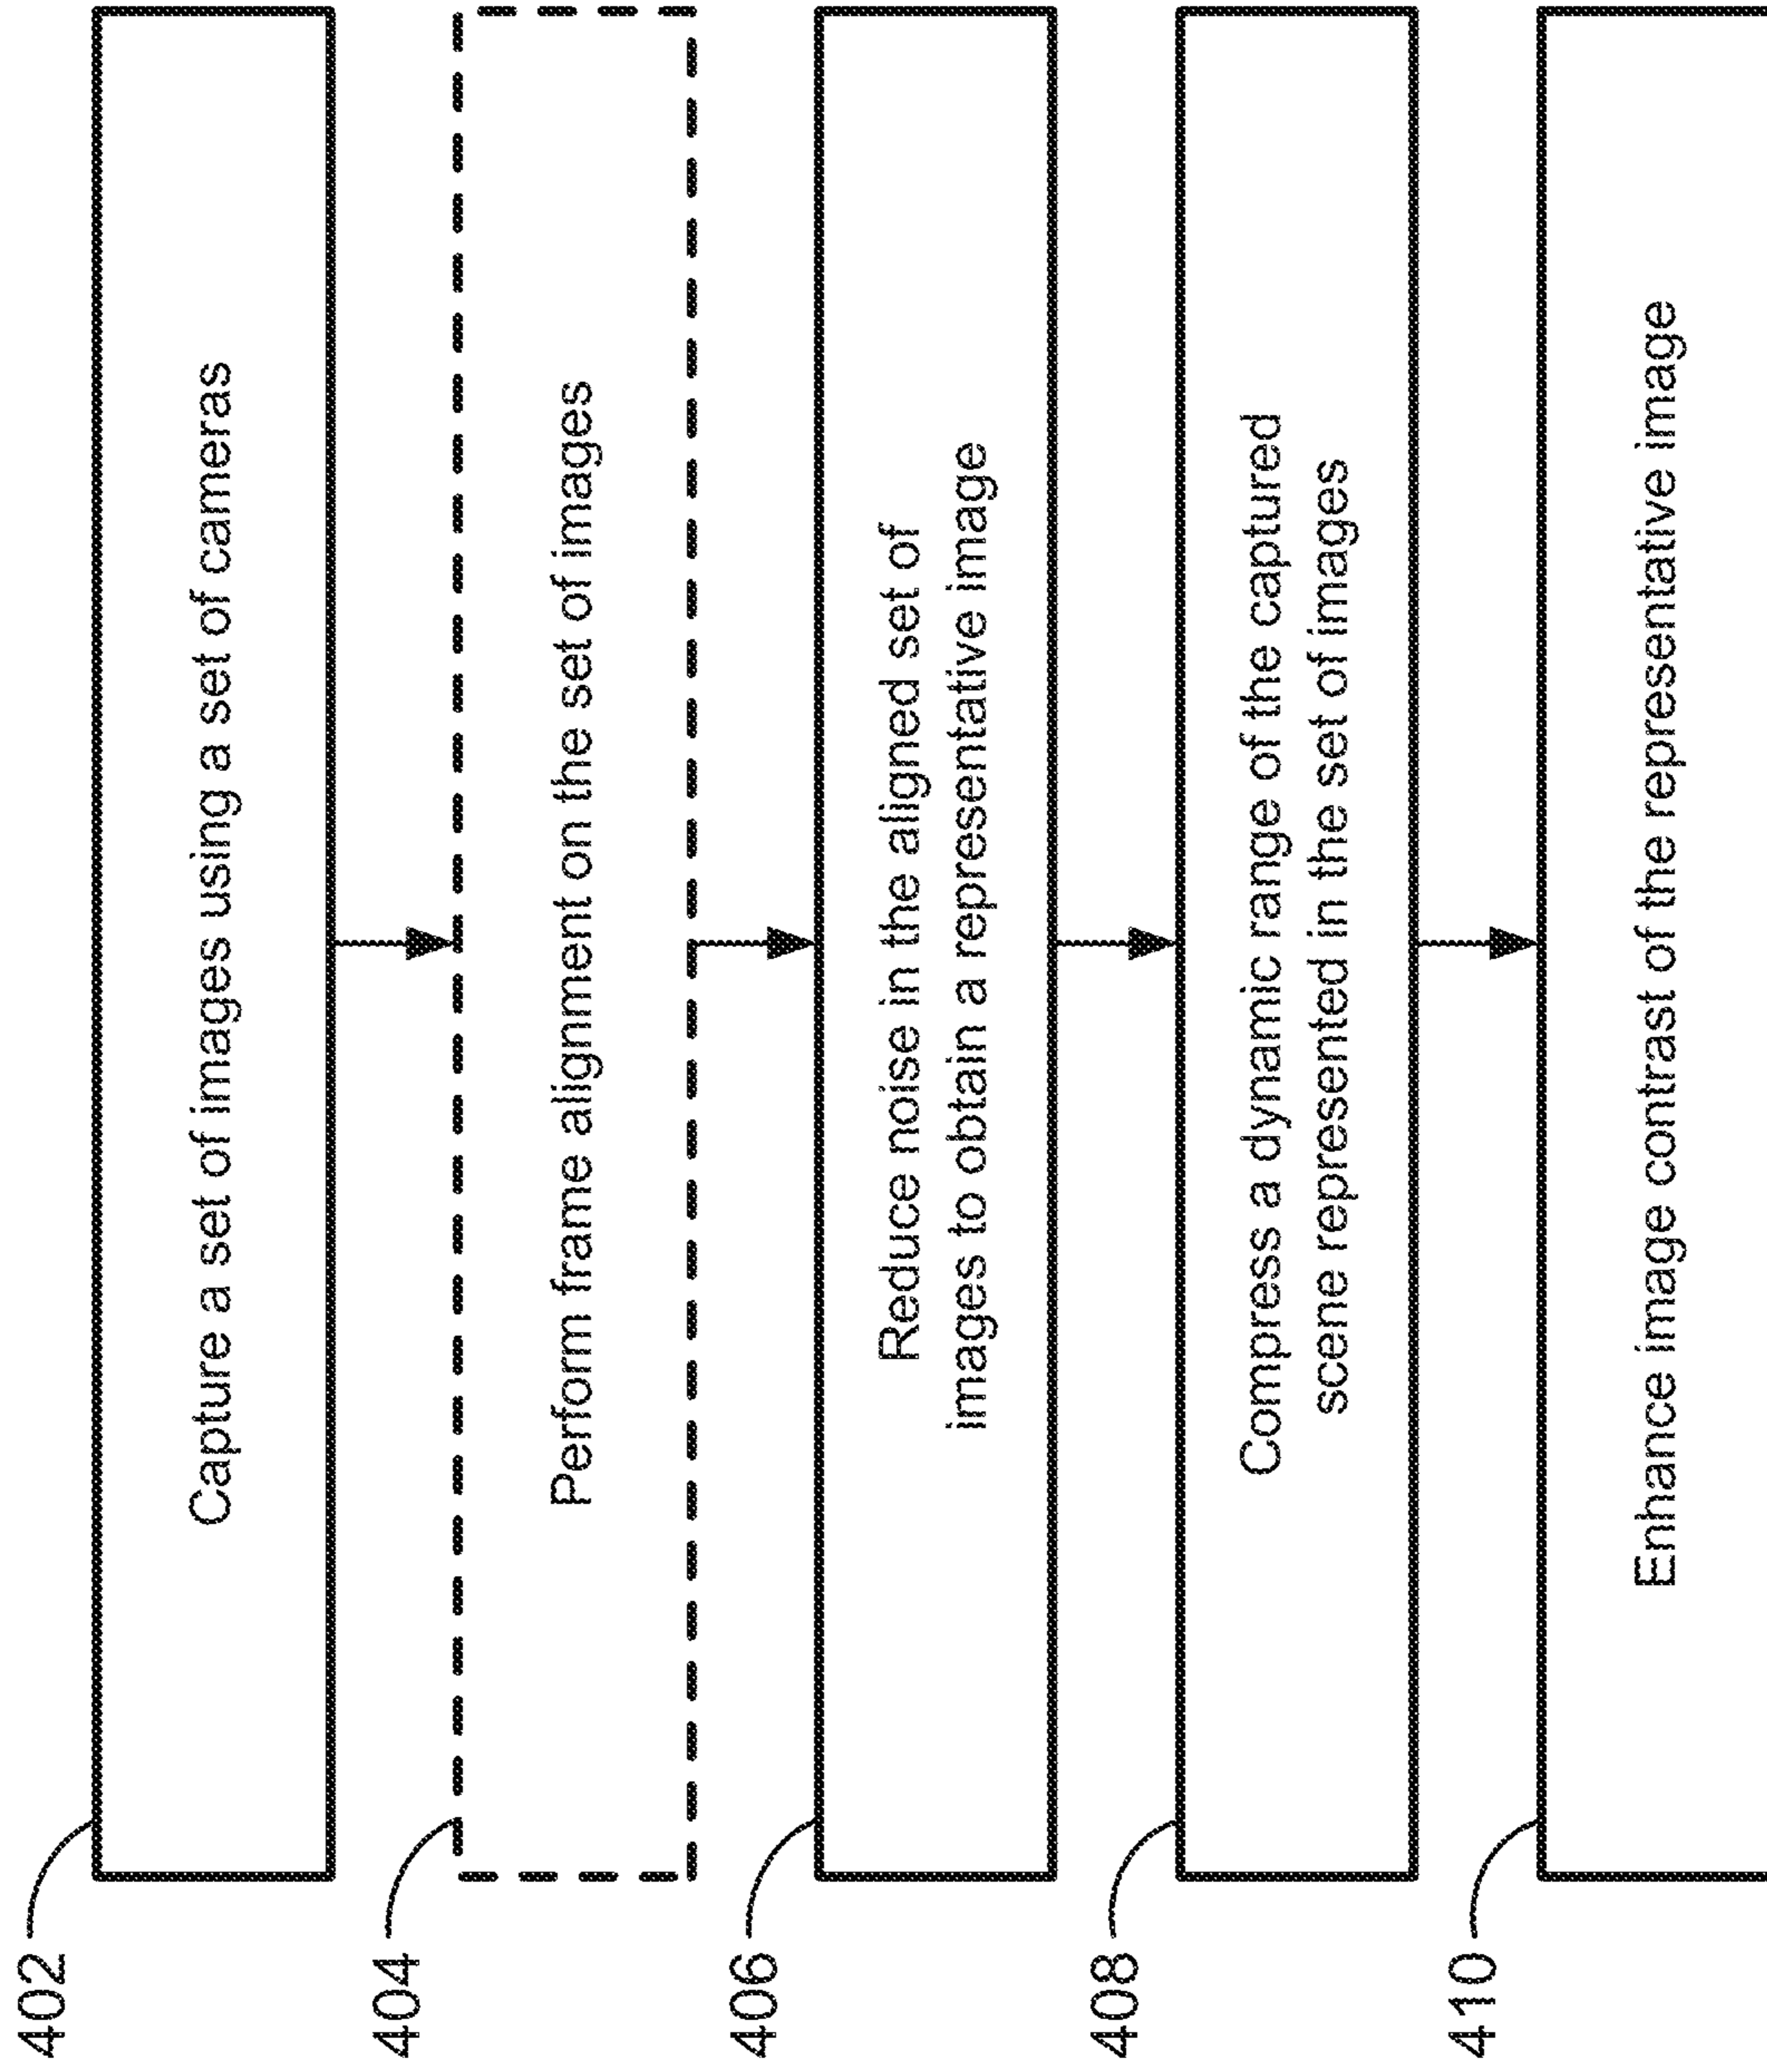 402
Capture a set of images using a set of cameras
404
Perform frame alignment on the set of images
406
Reduce noise in the aligned set of
images to obtain a representative image
408
Compress a dynamic range of the captured
scene represented in the set of images
410
Enhance image contrast of the representative image